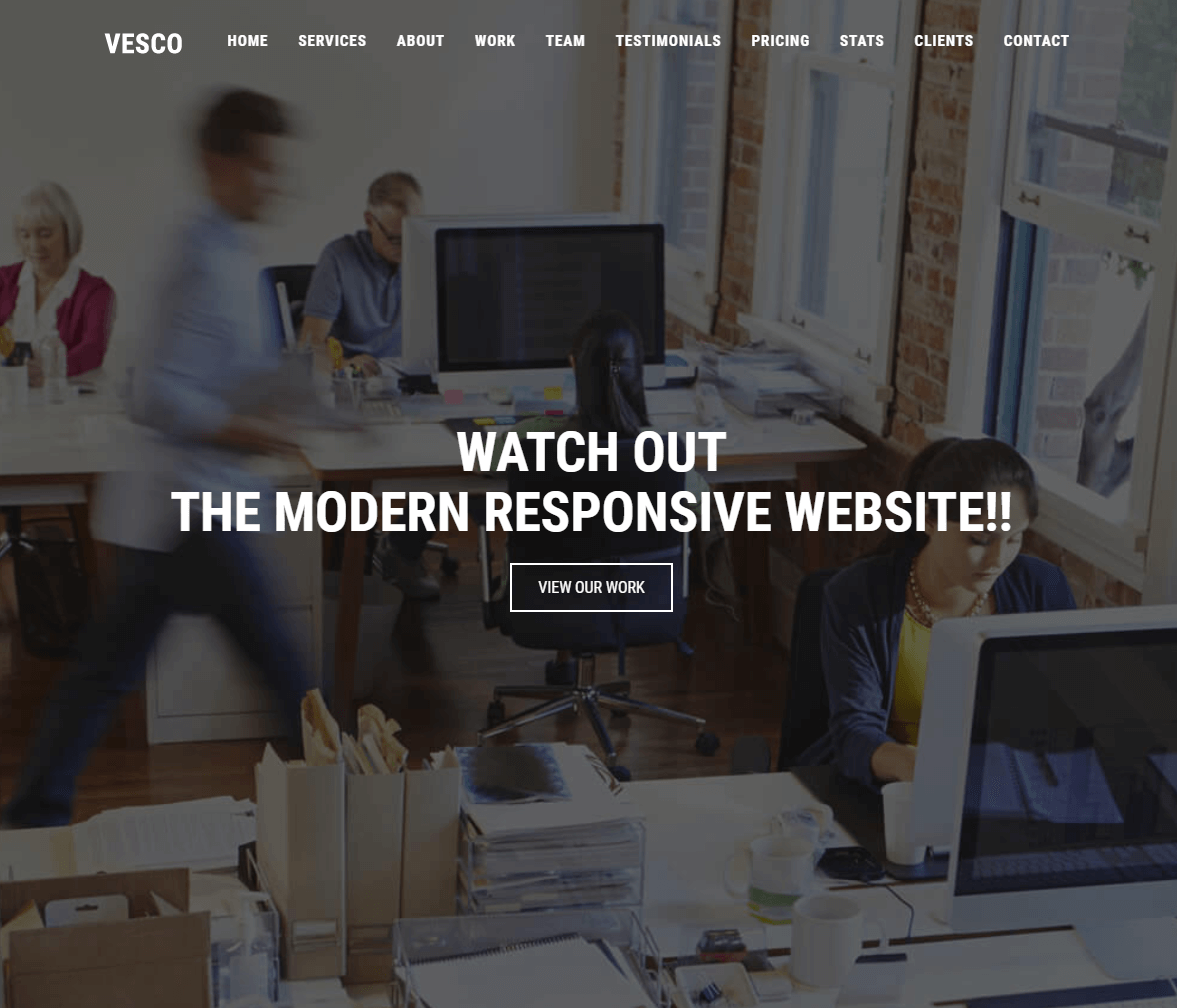 VESCO HOME SERVICES ABOUT WORK TEAM TESTIMONIALS PRICING STATS CLIENTS CONTACT
WATCH OUT
THE MODERN RESPONSIVE WEBSITE!!
VIEW OUR WORK